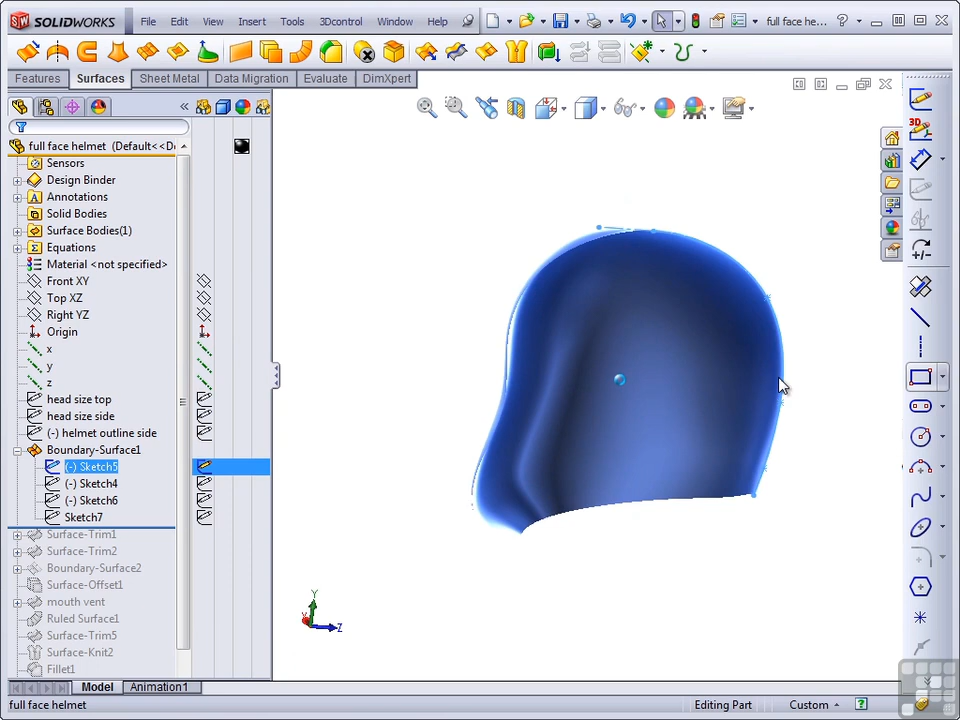 SOLIDWORKS File Edit View Insert Tools 3Dcontrol Window Help full face he... ?
Features Surfaces Sheet Metal Data Migration Evaluate DimXpert
full face helmet (Default<<De
Sensors
Design Binder
Annotations
Solid Bodies
Surface Bodies(1)
Equations
Material <not specified>
Front XY
Top XZ
Right YZ
Origin
x
y
z
head size top
head size side
(-) helmet outline side
Boundary-Surface1
(-) Sketch5
(-) Sketch4
(-) Sketch6
Sketch7
Surface-Trim1
Surface-Trim2
Boundary-Surface2
Surface-Offset1
mouth vent
Ruled Surface1
Surface-Trim5
Surface-Knit2
Fillet1
3D
Y
Z
Model Animation1
full face helmet Editing Part Custom ?